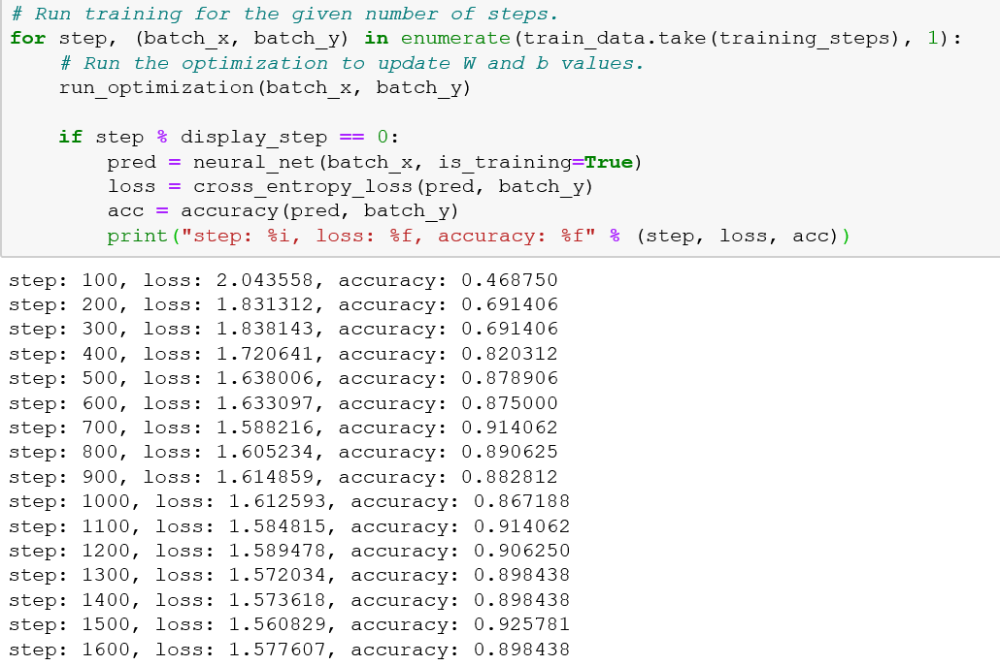 # Run training for the given number of steps.
for step, (batch_x, batch_y) in enumerate(train_data.take(training_steps), 1):
    # Run the optimization to update W and b values.
    run_optimization(batch_x, batch_y)
    if step % display_step == 0:
        pred = neural_net(batch_x, is_training=True)
        loss = cross_entropy_loss(pred, batch_y)
        acc = accuracy(pred, batch_y)
        print("step: %i, loss: %f, accuracy: %f" % (step, loss, acc))
step: 100, loss: 2.043558, accuracy: 0.468750
step: 200, loss: 1.831312, accuracy: 0.691406
step: 300, loss: 1.838143, accuracy: 0.691406
step: 400, loss: 1.720641, accuracy: 0.820312
step: 500, loss: 1.638006, accuracy: 0.878906
step: 600, loss: 1.633097, accuracy: 0.875000
step: 700, loss: 1.588216, accuracy: 0.914062
step: 800, loss: 1.605234, accuracy: 0.890625
step: 900, loss: 1.614859, accuracy: 0.882812
step: 1000, loss: 1.612593, accuracy: 0.867188
step: 1100, loss: 1.584815, accuracy: 0.914062
step: 1200, loss: 1.589478, accuracy: 0.906250
step: 1300, loss: 1.572034, accuracy: 0.898438
step: 1400, loss: 1.573618, accuracy: 0.898438
step: 1500, loss: 1.560829, accuracy: 0.925781
step: 1600, loss: 1.577607, accuracy: 0.898438